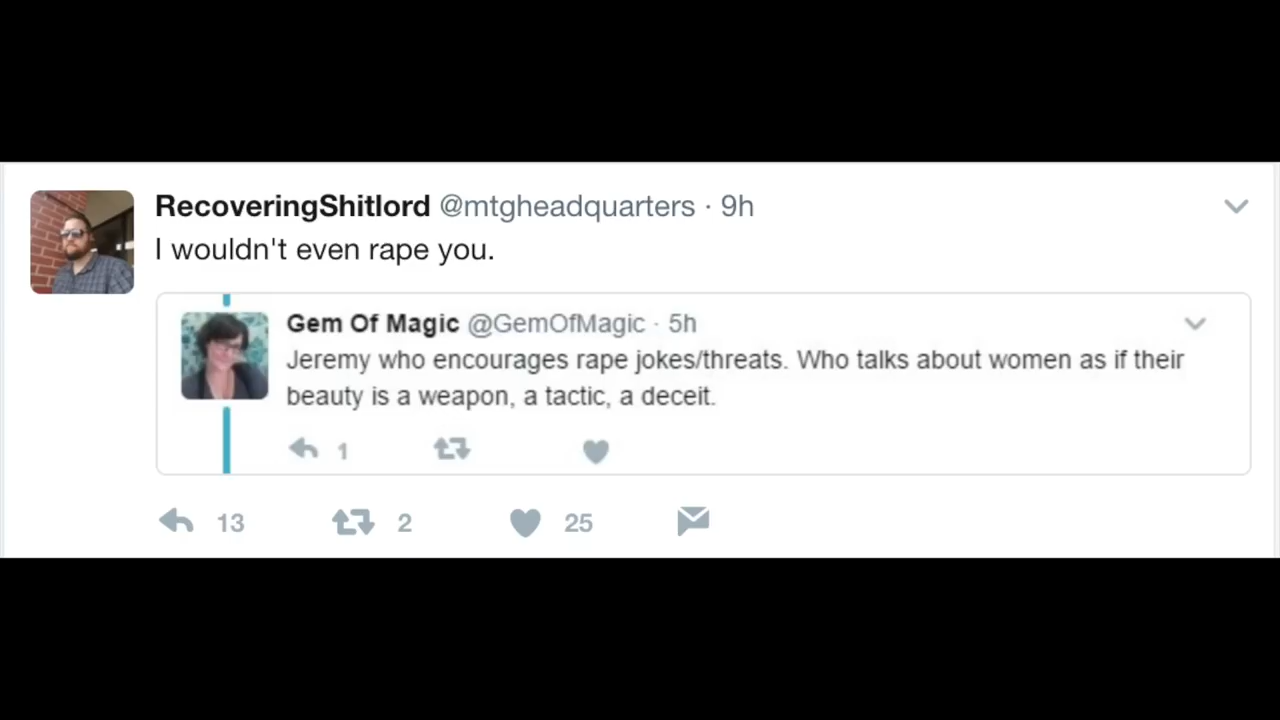 RecoveringShitlord @mtgheadquarters · 9h
I wouldn't even rape you.
Gem Of Magic @GemOfMagic · 5h
Jeremy who encourages rape jokes/threats. Who talks about women as if their
beauty is a weapon, a tactic, a deceit.
1
13 2 25